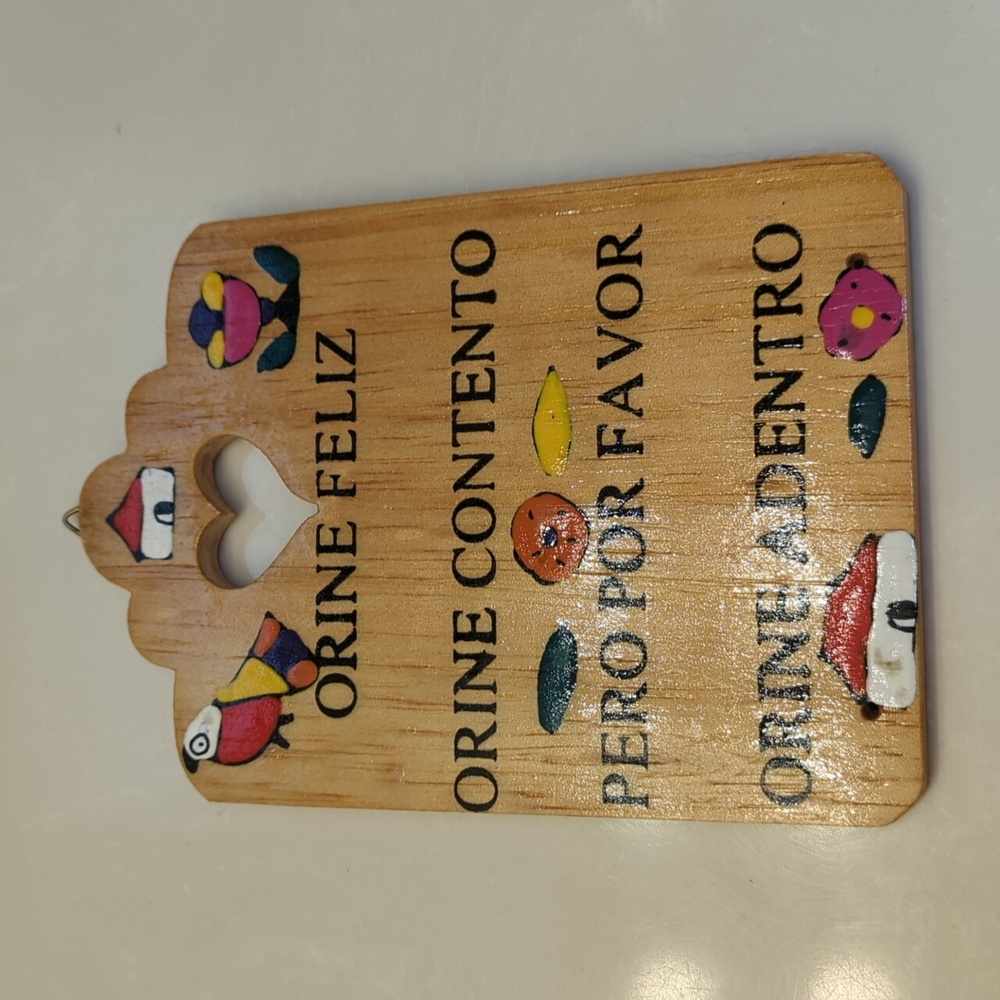 ORINE FELIZ
ORINE CONTENTO
PERO POR FAVOR
ORINE ADENTRO